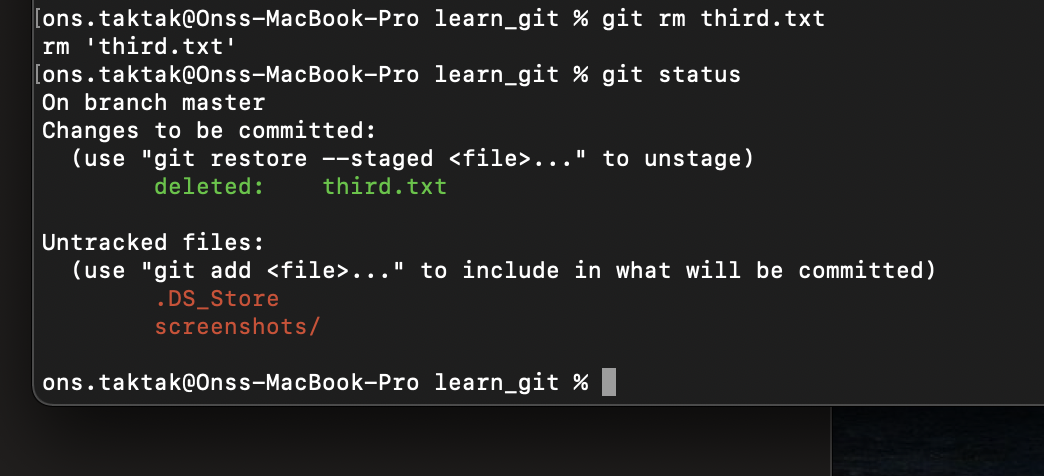 [ons.taktak@Onss-MacBook-Pro learn_git % git rm third.txt
rm 'third.txt'
[ons.taktak@Onss-MacBook-Pro learn_git % git status
On branch master
Changes to be committed:
  (use "git restore --staged <file>..." to unstage)
        deleted:    third.txt

Untracked files:
  (use "git add <file>..." to include in what will be committed)
        .DS_Store
        screenshots/

ons.taktak@Onss-MacBook-Pro learn_git %